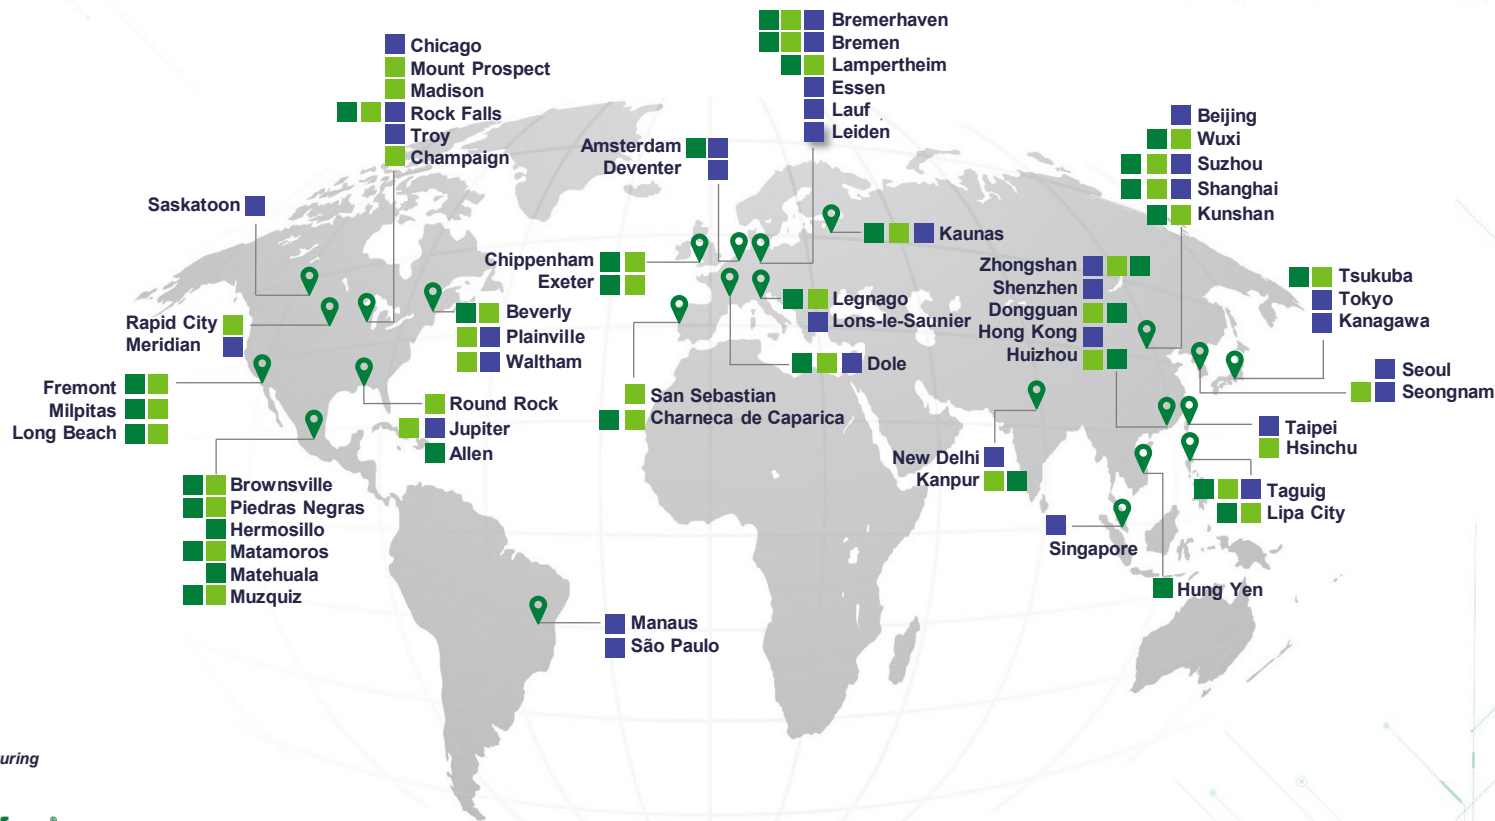 Chicago
Mount Prospect
Madison
Rock Falls
Troy
Champaign
Saskatoon
Rapid City
Meridian
Fremont
Milpitas
Long Beach
Beverly
Plainville
Waltham
Round Rock
Jupiter
Allen
Brownsville
Piedras Negras
Hermosillo
Matamoros
Matehuala
Muzquiz
Manaus
São Paulo
Bremerhaven
Bremen
Lampertheim
Essen
Lauf
Leiden
Amsterdam
Deventer
Chippenham
Exeter
Kaunas
Legnago
Lons-le-Saunier
Dole
San Sebastian
Charneca de Caparica
Beijing
Wuxi
Suzhou
Shanghai
Kunshan
Zhongshan
Shenzhen
Dongguan
Hong Kong
Huizhou
Tsukuba
Tokyo
Kanagawa
Seoul
Seongnam
Taipei
Hsinchu
New Delhi
Kanpur
Taguig
Lipa City
Singapore
Hung Yen
uring